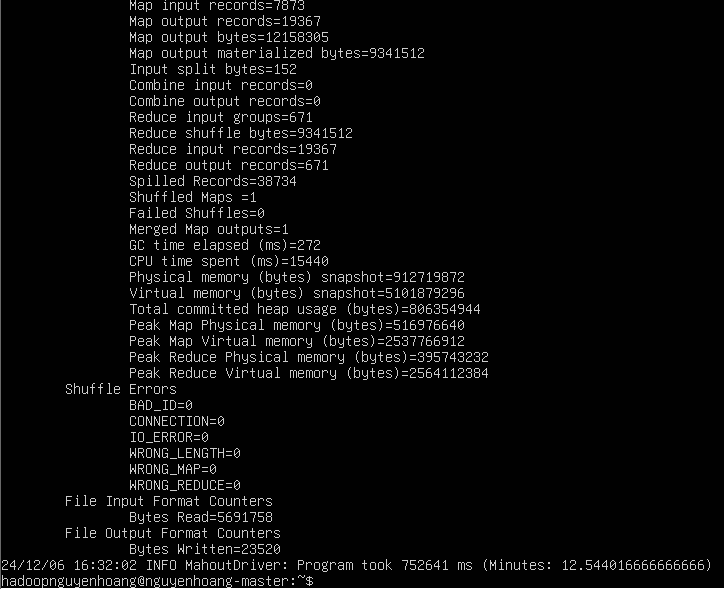 Map input records=7873
Map output records=19367
Map output bytes=12158305
Map output materialized bytes=9341512
Input split bytes=152
Combine input records=0
Combine output records=0
Reduce input groups=671
Reduce shuffle bytes=9341512
Reduce input records=19367
Reduce output records=671
Spilled Records=38734
Shuffled Maps =1
Failed Shuffles=0
Merged Map outputs=1
GC time elapsed (ms)=272
CPU time spent (ms)=15440
Physical memory (bytes) snapshot=912719872
Virtual memory (bytes) snapshot=5101879296
Total committed heap usage (bytes)=806354944
Peak Map Physical memory (bytes)=516976640
Peak Map Virtual memory (bytes)=2537766912
Peak Reduce Physical memory (bytes)=395743232
Peak Reduce Virtual memory (bytes)=2564112384
Shuffle Errors
BAD_ID=0
CONNECTION=0
IO_ERROR=0
WRONG_LENGTH=0
WRONG_MAP=0
WRONG_REDUCE=0
File Input Format Counters
Bytes Read=5691758
File Output Format Counters
Bytes Written=23520
24/12/06 16:32:02 INFO MahoutDriver: Program took 752641 ms (Minutes: 12.544016666666666)
hadoopnguyenhoang@nguyenhoang-master:~$